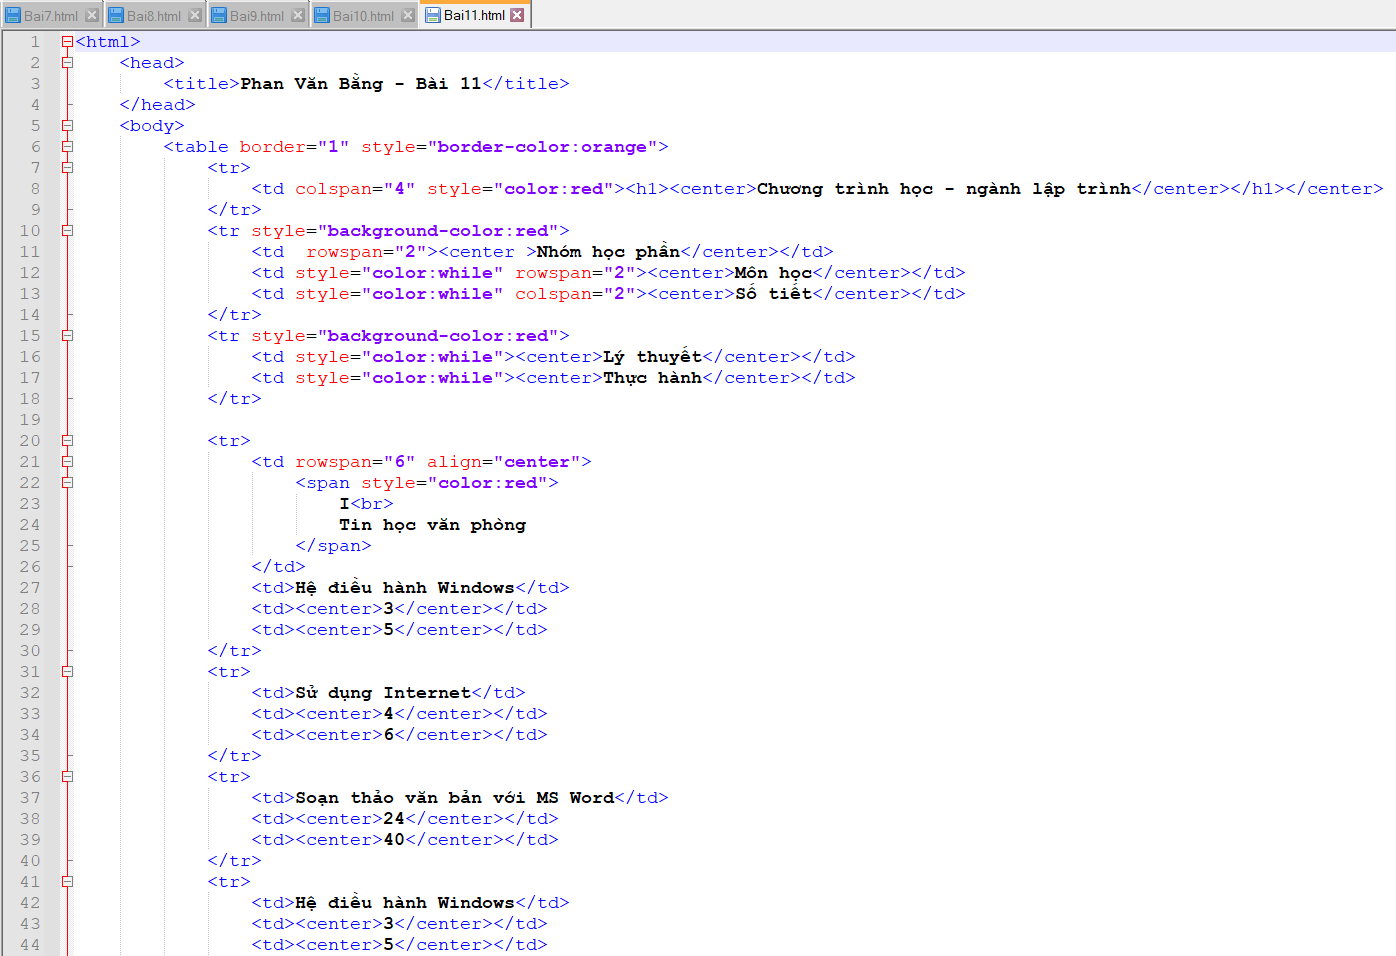 Bai7.html Bai8.html Bai9.html Bai10.html Bai11.html
1 <html>
2 <head>
3 <title>Phan Văn Bằng - Bài 11</title>
4 </head>
5 <body>
6 <table border="1" style="border-color:orange">
7 <tr>
8 <td colspan="4" style="color:red"><h1><center>Chương trình học - ngành lập trình</center></h1></center>
9 </tr>
10 <tr style="background-color:red">
11 <td  rowspan="2"><center >Nhóm học phần</center></td>
12 <td style="color:while" rowspan="2"><center>Môn học</center></td>
13 <td style="color:while" colspan="2"><center>Số tiết</center></td>
14 </tr>
15 <tr style="background-color:red">
16 <td style="color:while"><center>Lý thuyết</center></td>
17 <td style="color:while"><center>Thực hành</center></td>
18 </tr>
19
20 <tr>
21 <td rowspan="6" align="center">
22 <span style="color:red">
23 I<br>
24 Tin học văn phòng
25 </span>
26 </td>
27 <td>Hệ điều hành Windows</td>
28 <td><center>3</center></td>
29 <td><center>5</center></td>
30 </tr>
31 <tr>
32 <td>Sử dụng Internet</td>
33 <td><center>4</center></td>
34 <td><center>6</center></td>
35 </tr>
36 <tr>
37 <td>Soạn thảo văn bản với MS Word</td>
38 <td><center>24</center></td>
39 <td><center>40</center></td>
40 </tr>
41 <tr>
42 <td>Hệ điều hành Windows</td>
43 <td><center>3</center></td>
44 <td><center>5</center></td>